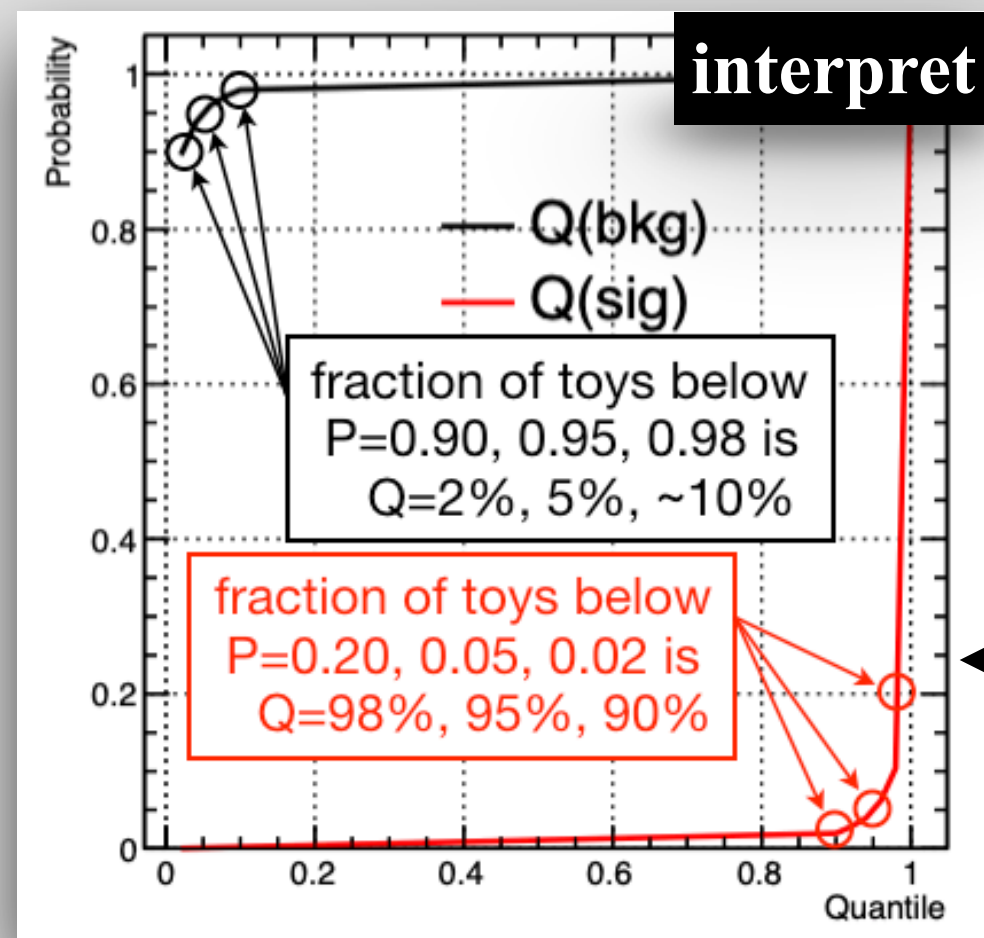 interpret
Probability
1
0.8
0.6
0.4
0.2
0
Q(bkg)
Q(sig)
fraction of toys below
P=0.90, 0.95, 0.98 is
Q=2%, 5%, ~10%
fraction of toys below
P=0.20, 0.05, 0.02 is
Q=98%, 95%, 90%
0 0.2 0.4 0.6 0.8 1
Quantile